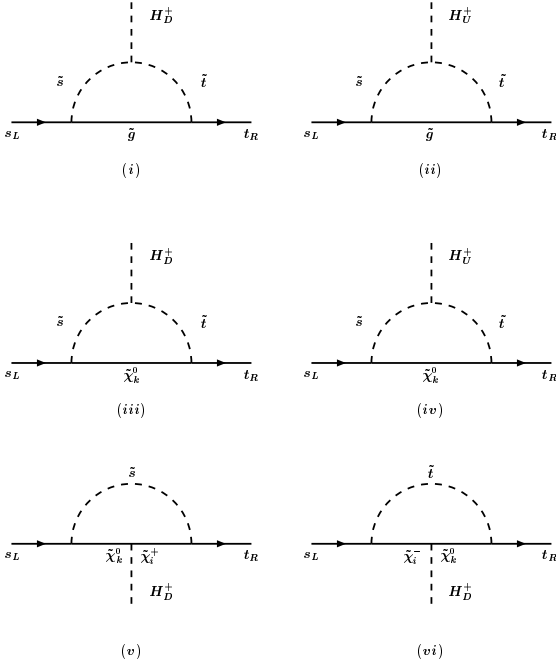 H_D^+ H_U^+
s̃ t̃ s̃ t̃
s_L g̃ t_R s_L g̃ t_R
(i) (ii)
H_D^+ H_U^+
s̃ t̃ s̃ t̃
s_L χ̃_k^0 t_R s_L χ̃_k^0 t_R
(iii) (iv)
s̃ t̃
s_L χ̃_k^0 χ̃_i^+ t_R s_L χ̃_i^- χ̃_k^0 t_R
H_D^+ H_D^+
(v) (vi)